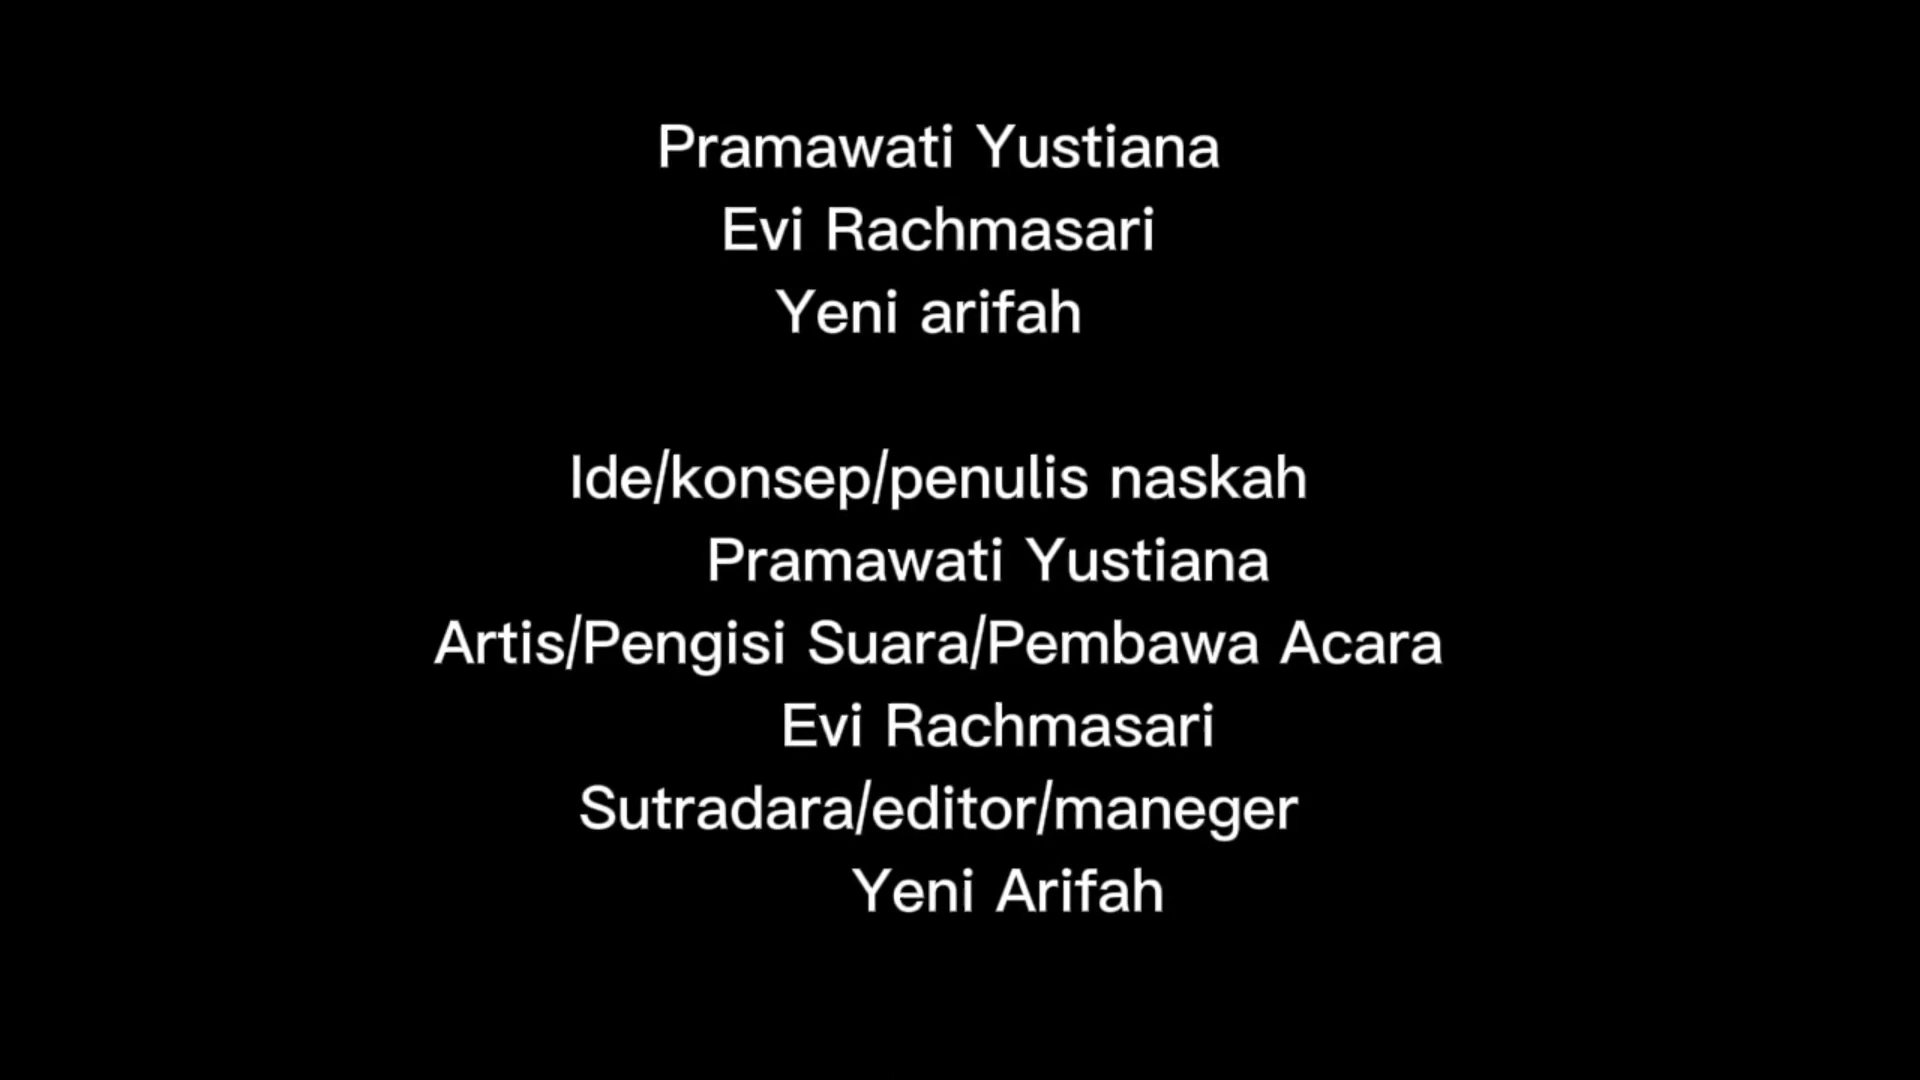 Pramawati Yustiana
Evi Rachmasari
Yeni arifah
Ide/konsep/penulis naskah
Pramawati Yustiana
Artis/Pengisi Suara/Pembawa Acara
Evi Rachmasari
Sutradara/editor/maneger
Yeni Arifah